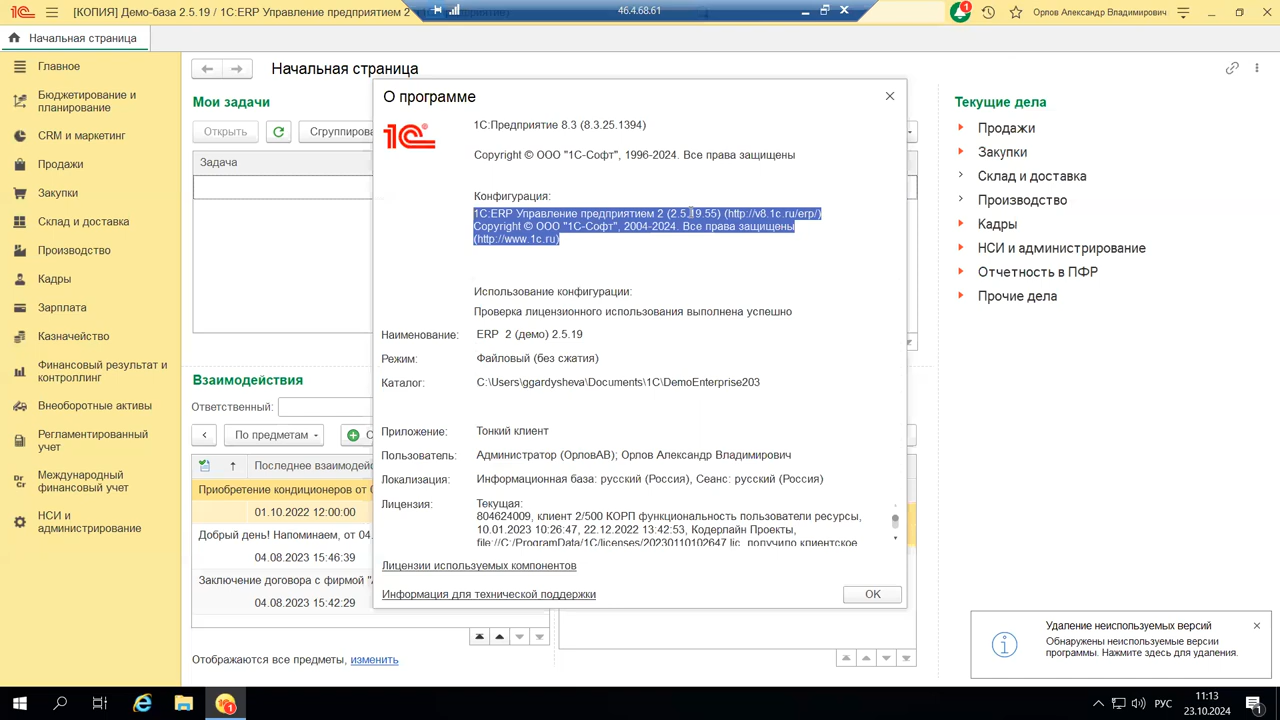 [КОПИЯ] Демо-база 2.5.19 / 1С:ERP Управление предприятием 2
46.4.68.61
1
Орлов Александр Владимирович
Начальная страница
Главное
Бюджетирование и
планирование
CRM и маркетинг
Продажи
Закупки
Склад и доставка
Производство
Кадры
Зарплата
Казначейство
Финансовый результат и
контроллинг
Внеоборотные активы
Регламентированный
учет
Dr
Cr
Международный
финансовый учет
НСИ и
администрирование
Начальная страница
Мои задачи
Открыть
Сгруппирова
Задача
Взаимодействия
Ответственный:
По предметам
Последнее взаимодей
Приобретение кондиционеров от
01.10.2022 12:00:00
Добрый день! Напоминаем, от 04.
04.08.2023 15:46:39
Заключение договора с фирмой
04.08.2023 15:42:29
Отображаются все предметы, изменить
О программе
1С
1С:Предприятие 8.3 (8.3.25.1394)
Copyright © ООО "1С-Софт", 1996-2024. Все права защищены
Конфигурация:
1С:ERP Управление предприятием 2 (2.5.19.55) (http://v8.1c.ru/erp/)
Copyright © ООО "1С-Софт", 2004-2024. Все права защищены
(http://www.1c.ru)
Использование конфигурации:
Проверка лицензионного использования выполнена успешно
Наименование: ERP 2 (демо) 2.5.19
Режим: Файловый (без сжатия)
Каталог: C:\Users\ggardysheva\Documents\1C\DemoEnterprise203
Приложение: Тонкий клиент
Пользователь: Администратор (ОрловАВ); Орлов Александр Владимирович
Локализация: Информационная база: русский (Россия), Сеанс: русский (Россия)
Лицензия: Текущая:
804624009, клиент 2/500 КОРП функциональность пользователи ресурсы,
10.01.2023 10:26:47, 22.12.2022 13:42:53, Кодерлайн Проекты,
file://C:/ProgramData/1C/licenses/20230110102647.lic, получило клиентское
Лицензии используемых компонентов
Информация для технической поддержки
OK
Текущие дела
Продажи
Закупки
Склад и доставка
Производство
Кадры
НСИ и администрирование
Отчетность в ПФР
Прочие дела
Удаление неиспользуемых версий
Обнаружены неиспользуемые версии
программы. Нажмите здесь для удаления.
1
РУС
11:13
23.10.2024
1